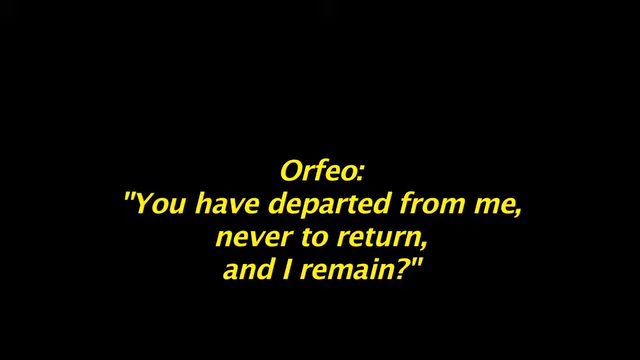 Orfeo:
"You have departed from me,
never to return,
and I remain?"